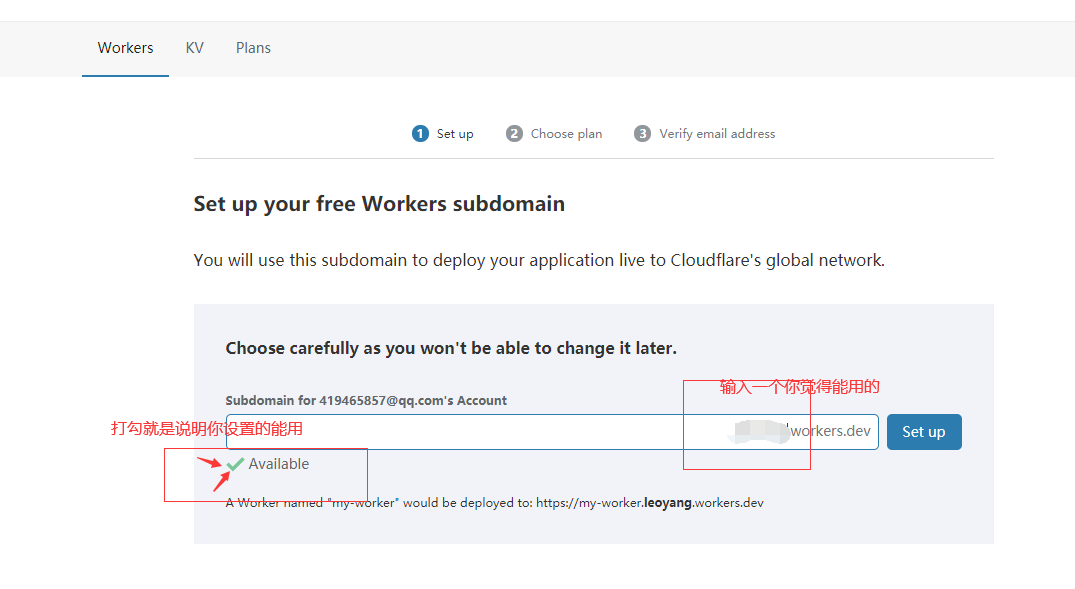 Workers KV Plans
1 Set up 2 Choose plan 3 Verify email address
Set up your free Workers subdomain
You will use this subdomain to deploy your application live to Cloudflare's global network.
Choose carefully as you won't be able to change it later.
输入一个你觉得能用的
Subdomain for 419465857@qq.com's Account
打勾就是说明你设置的能用
workers.dev Set up
Available
A Worker named "my-worker" would be deployed to: https://my-worker.leoyang.workers.dev